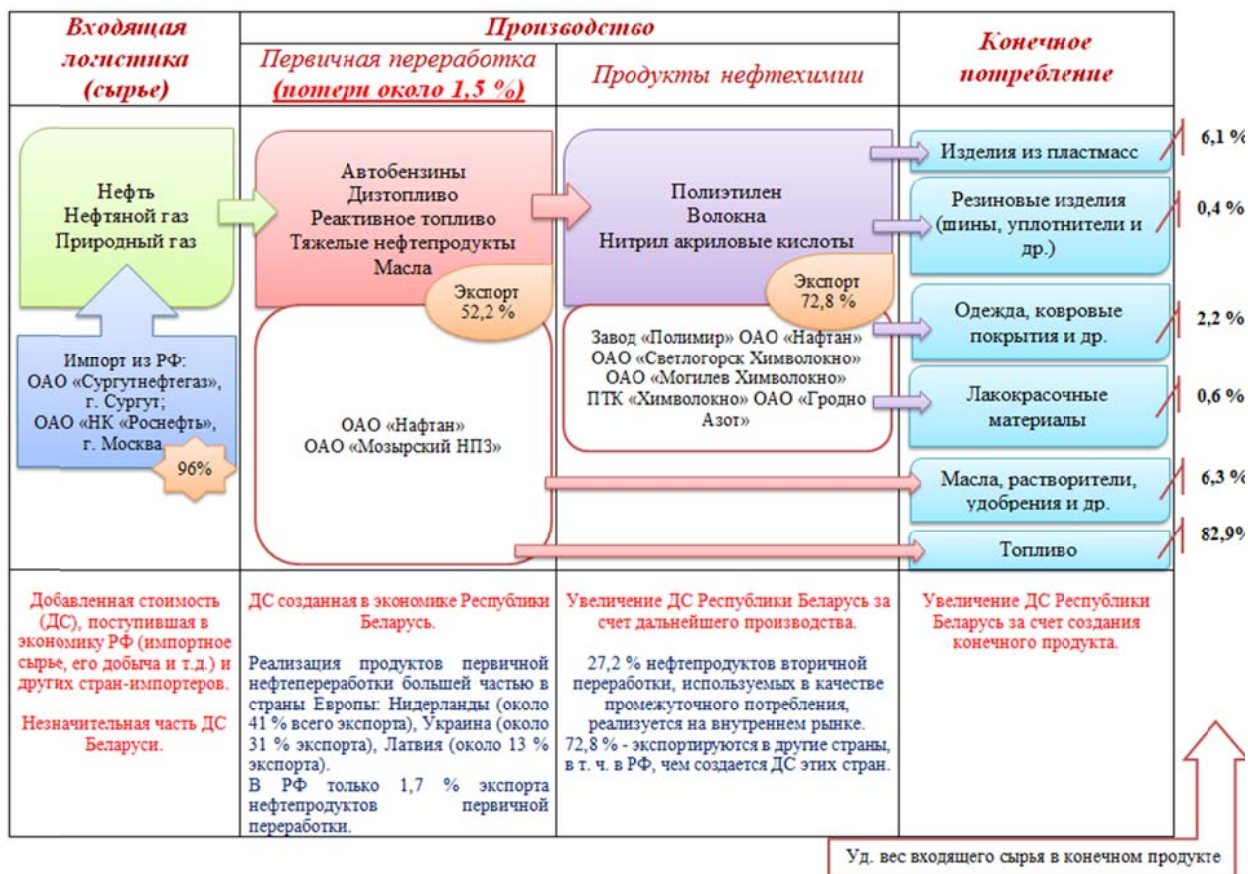 Входящая
логистика
(сырье)
Производство
Первичная переработка
(потери около 1,5 %)
Продукты нефтехимии
Конечное
потребление
Нефть
Нефтяной газ
Природный газ
Импорт из РФ:
ОАО «Сургутнефтегаз»,
г. Сургут;
ОАО «НК «Роснефть»,
г. Москва
96%
Автобензины
Дизтопливо
Реактивное топливо
Тяжелые нефтепродукты
Масла
Экспорт
52,2 %
ОАО «Нафтан»
ОАО «Мозырский НПЗ»
Полиэтилен
Волокна
Нитрил акриловые кислоты
Экспорт
72,8 %
Завод «Полимир» ОАО «Нафтан»
ОАО «Светлогорск Химволокно»
ОАО «Могилев Химволокно»
ПТК «Химволокно» ОАО «Гродно
Азот»
Изделия из пластмасс
6,1 %
Резиновые изделия
(шины, уплотнители и
др.)
0,4 %
Одежда, ковровые
покрытия и др.
2,2 %
Лакокрасочные
материалы
0,6 %
Масла, растворители,
удобрения и др.
6,3 %
Топливо
82,9%
Добавленная стоимость
(ДС), поступившая в
экономику РФ (импортное
сырье, его добыча и т.д.) и
других стран-импортеров.
Незначительная часть ДС
Беларуси.
ДС созданная в экономике Республики
Беларусь.
Реализация продуктов первичной
нефтепереработки большей частью в
страны Европы: Нидерланды (около
41 % всего экспорта), Украина (около
31 % экспорта), Латвия (около 13 %
экспорта).
В РФ только 1,7 % экспорта
нефтепродуктов первичной
переработки.
Увеличение ДС Республики Беларусь за
счет дальнейшего производства.
27,2 % нефтепродуктов вторичной
переработки, используемых в качестве
промежуточного потребления,
реализуется на внутреннем рынке.
72,8 % - экспортируются в другие страны,
в т. ч. в РФ, чем создается ДС этих стран.
Увеличение ДС Республики
Беларусь за счет создания
конечного продукта.
Уд. вес входящего сырья в конечном продукте